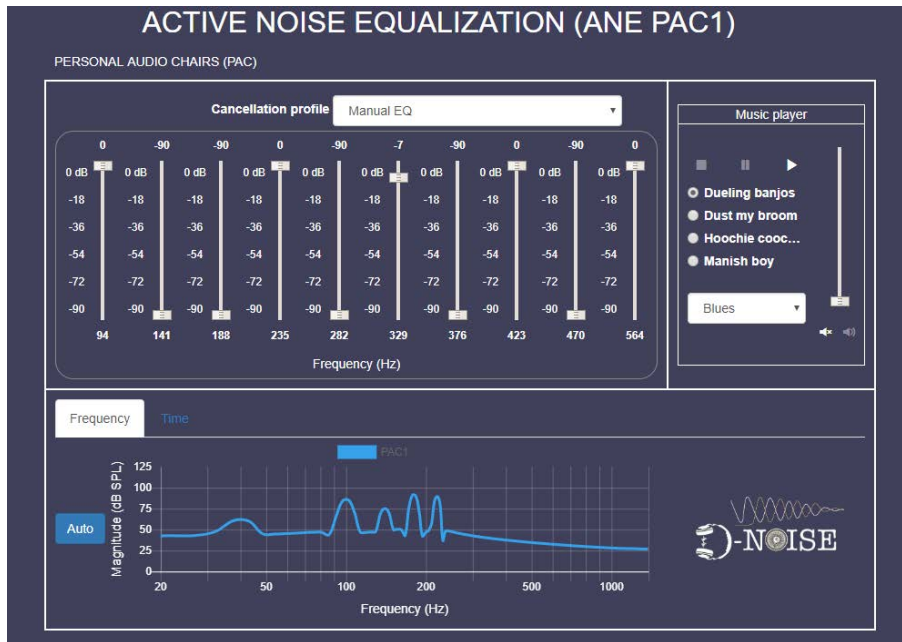 ACTIVE NOISE EQUALIZATION (ANE PAC1)
PERSONAL AUDIO CHAIRS (PAC)
Cancellation profile Manual EQ
0 -90 -90 0 -90 -7 -90 0 -90 0
0 dB 0 dB 0 dB 0 dB 0 dB 0 dB 0 dB 0 dB 0 dB 0 dB
-18 -18 -18 -18 -18 -18 -18 -18 -18 -18
-36 -36 -36 -36 -36 -36 -36 -36 -36 -36
-54 -54 -54 -54 -54 -54 -54 -54 -54 -54
-72 -72 -72 -72 -72 -72 -72 -72 -72 -72
-90 -90 -90 -90 -90 -90 -90 -90 -90 -90
94 141 188 235 282 329 376 423 470 564
Frequency (Hz)
Music player
Dueling banjos
Dust my broom
Hoochie cooc...
Manish boy
Blues
Frequency Time
PAC1
Auto
Magnitude (dB SPL)
125
100
75
50
25
0
20 50 100 200 500 1000
Frequency (Hz)
D-NOISE